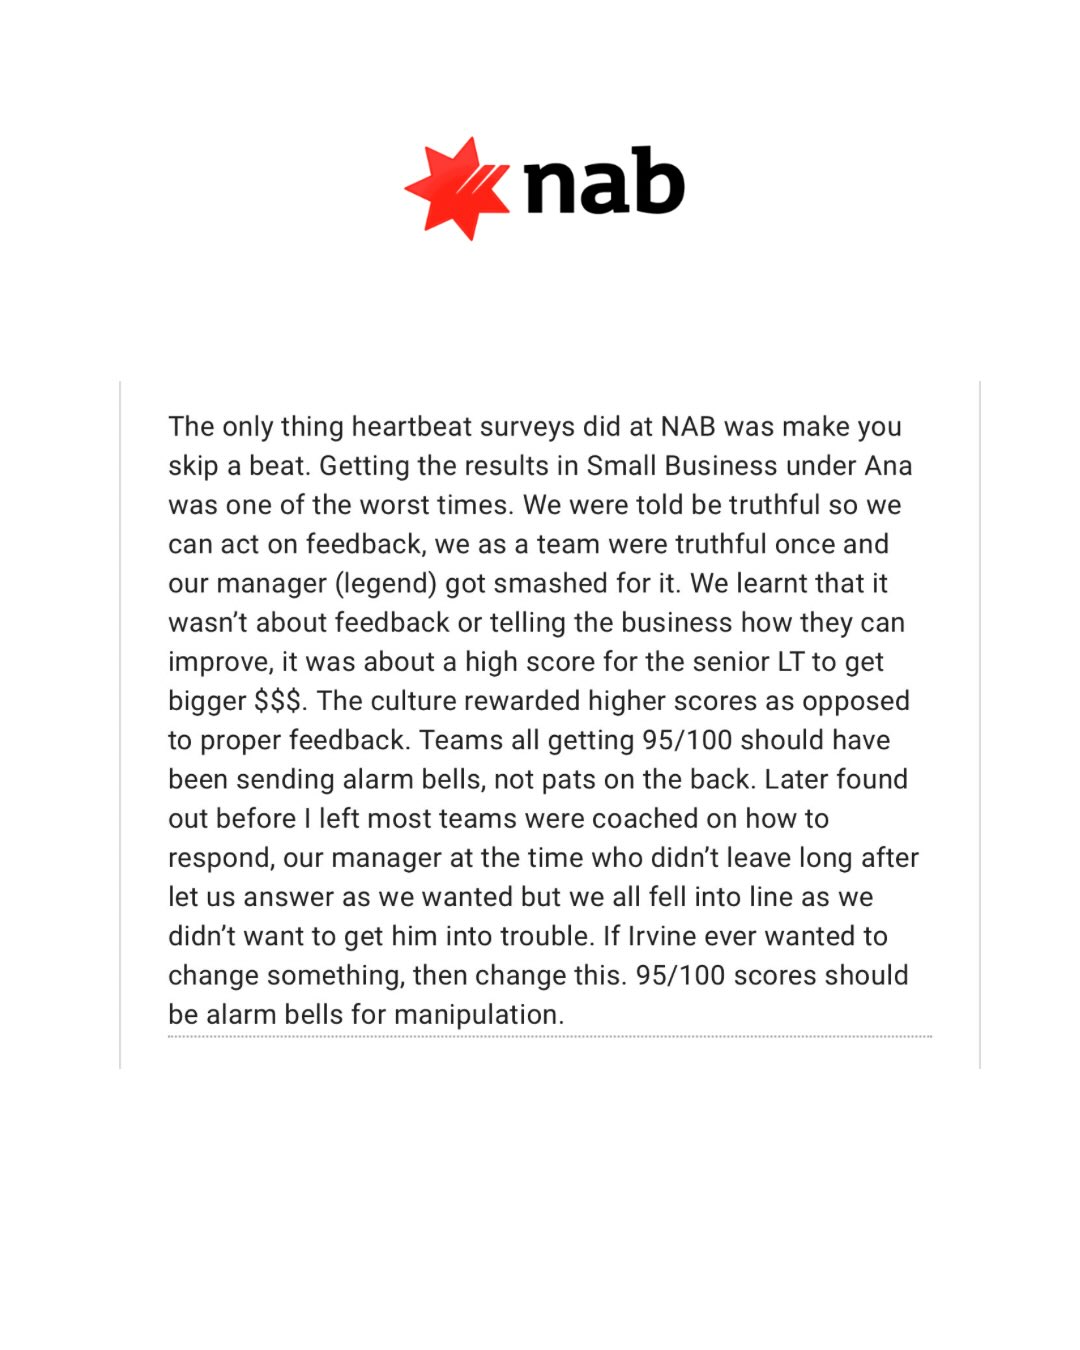 nab
The only thing heartbeat surveys did at NAB was make you
skip a beat. Getting the results in Small Business under Ana
was one of the worst times. We were told be truthful so we
can act on feedback, we as a team were truthful once and
our manager (legend) got smashed for it. We learnt that it
wasn’t about feedback or telling the business how they can
improve, it was about a high score for the senior LT to get
bigger $$$. The culture rewarded higher scores as opposed
to proper feedback. Teams all getting 95/100 should have
been sending alarm bells, not pats on the back. Later found
out before I left most teams were coached on how to
respond, our manager at the time who didn’t leave long after
let us answer as we wanted but we all fell into line as we
didn’t want to get him into trouble. If Irvine ever wanted to
change something, then change this. 95/100 scores should
be alarm bells for manipulation.